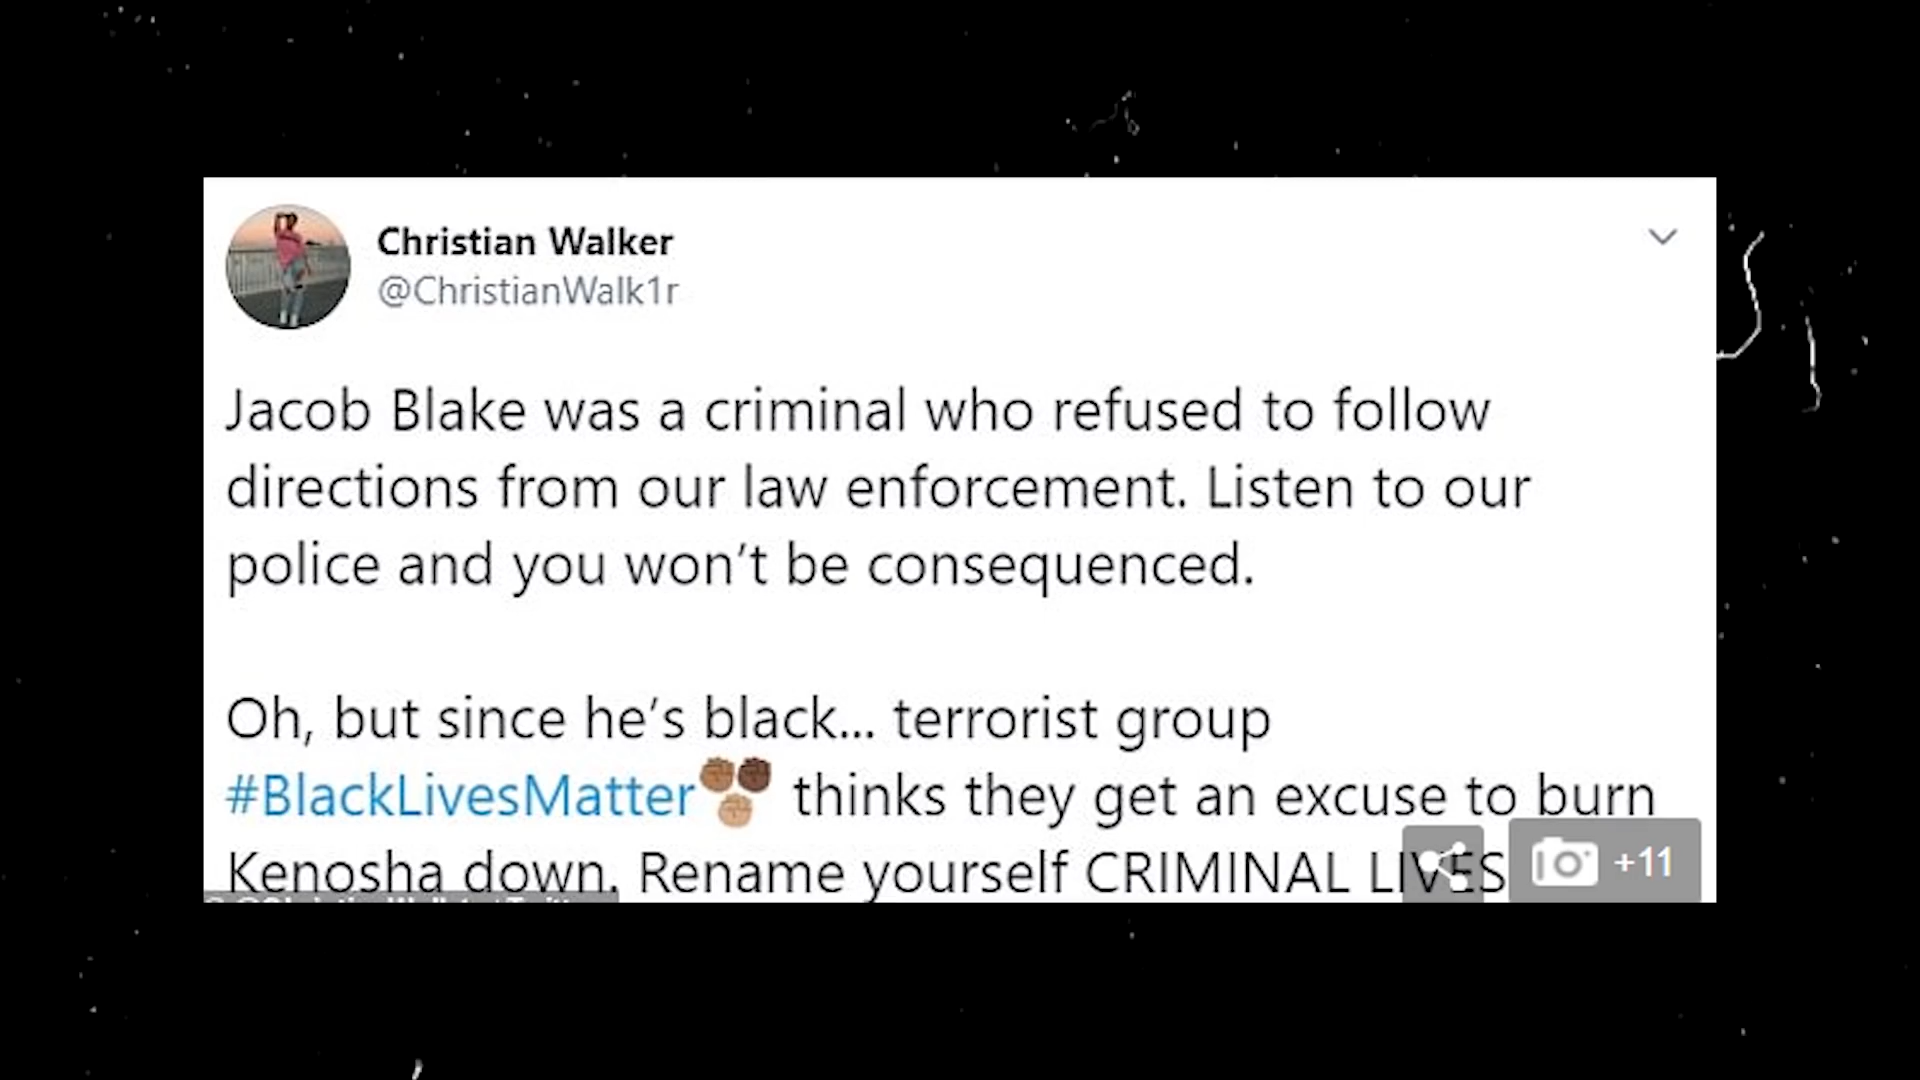 Christian Walker
@ChristianWalk1r
Jacob Blake was a criminal who refused to follow
directions from our law enforcement. Listen to our
police and you won't be consequenced.
Oh, but since he's black... terrorist group
#BlackLivesMatter thinks they get an excuse to burn
Kenosha down. Rename yourself CRIMINAL LIVES
+11